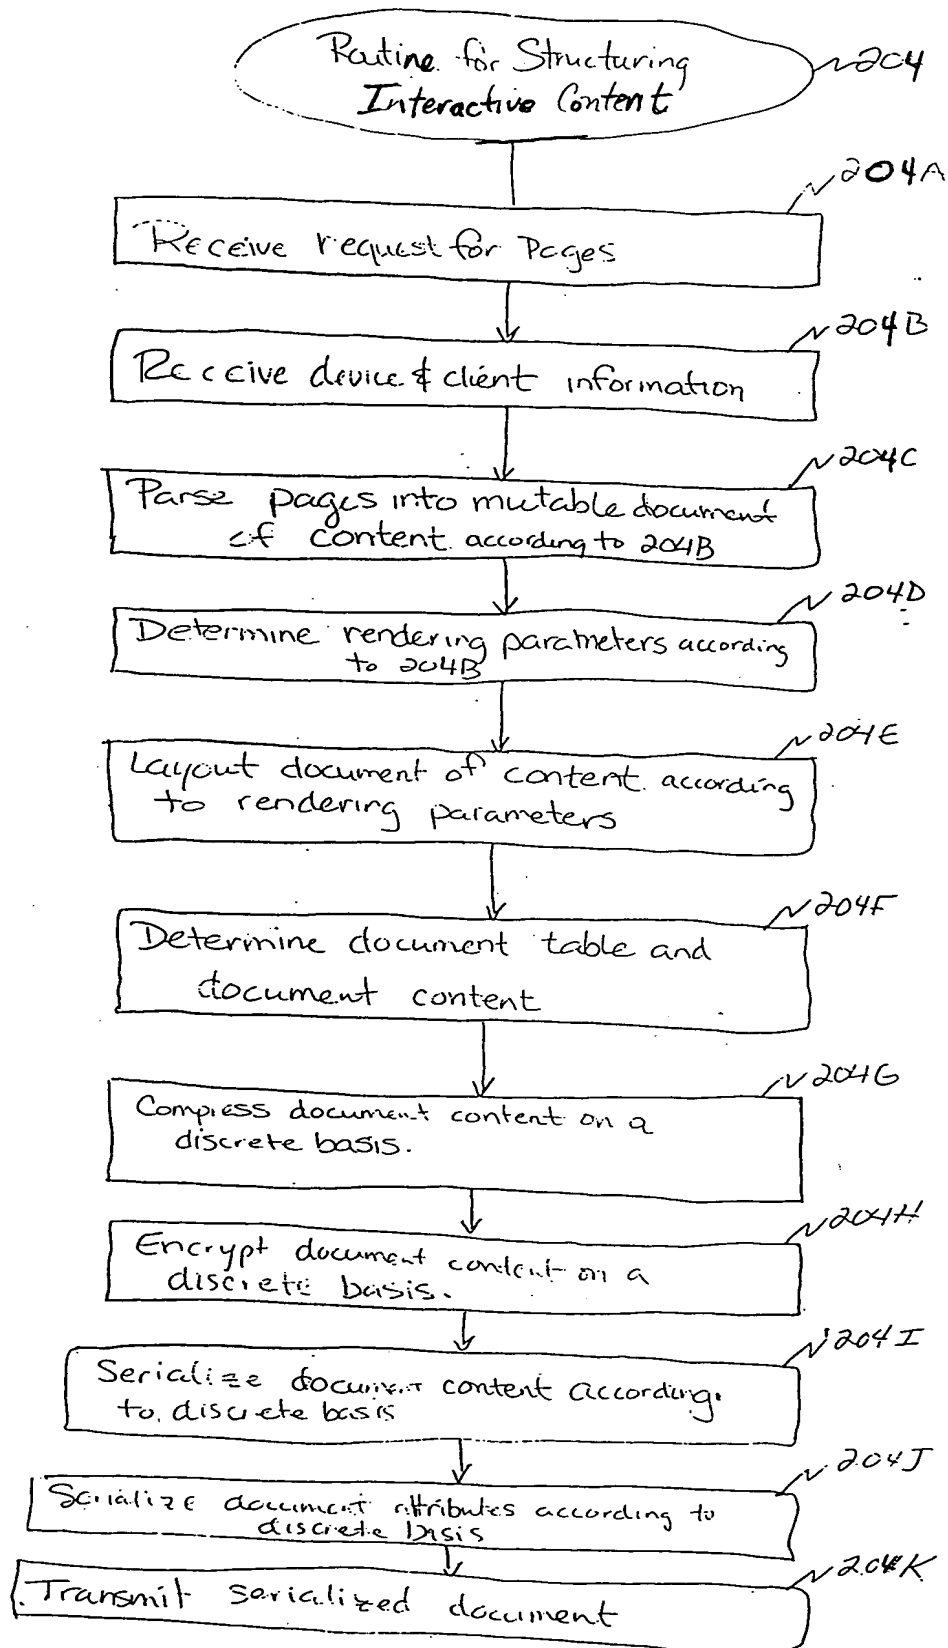 Routine for Structuring
Interactive Content
204
204A
Receive request for Pages
204B
Receive device & client information
204C
Parse pages into mutable document
of content according to 204B
204D
Determine rendering parameters according
to 204B
204E
Layout document of content according
to rendering parameters
204F
Determine document table and
document content
204G
Compress document content on a
discrete basis.
204H
Encrypt document content on a
discrete basis.
204I
Serialize document content according
to discrete basis
204J
Serialize document attributes according to
discrete basis
204K
Transmit serialized document